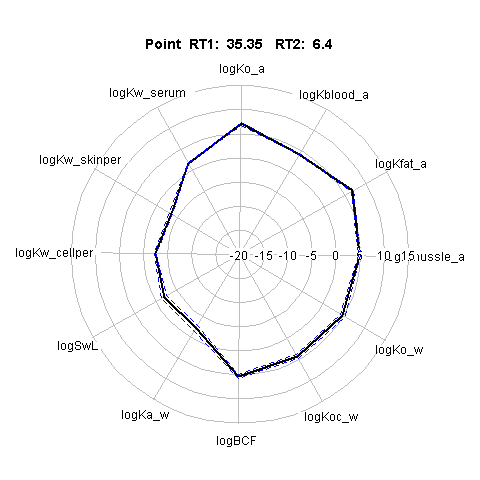 Point RT1: 35.35 RT2: 6.4
logKo_a
logKw_serum
logKblood_a
logKw_skinper
logKfat_a
logKw_cellper
-20 -15 -10 -5 0 10 15
logSwL
logKo_w
logKa_w
logKoc_w
logBCF